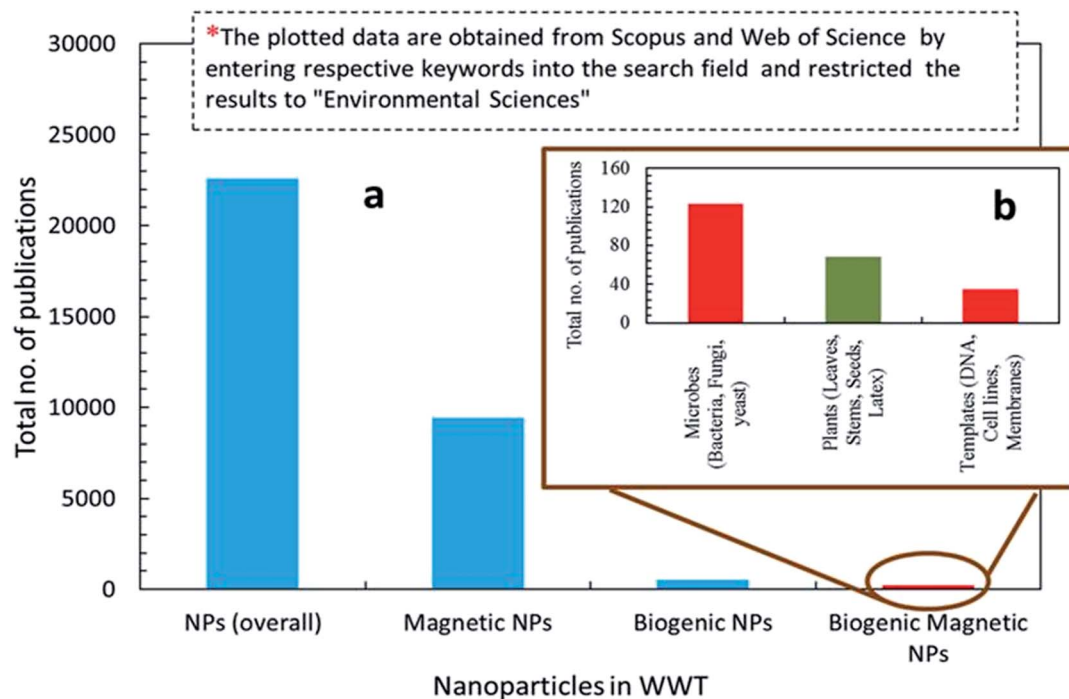 *The plotted data are obtained from Scopus and Web of Science by
entering respective keywords into the search field and restricted the
results to "Environmental Sciences"
Total no. of publications
30000
25000
20000
15000
10000
5000
0
a
NPs (overall)
Magnetic NPs
Biogenic NPs
Biogenic Magnetic
NPs
Nanoparticles in WWT
b
Total no. of publications
160
120
80
40
0
Microbes
(Bacteria, Fungi,
yeast)
Plants (Leaves,
Stems, Seeds,
Latex)
Templates (DNA,
Cell lines,
Membranes)